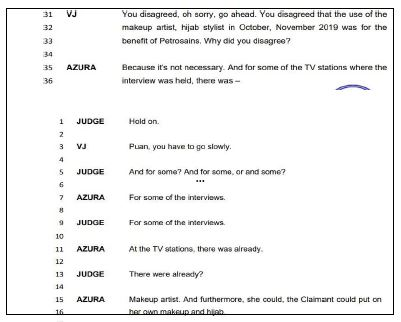 31 VJ You disagreed, oh sorry, go ahead. You disagreed that the use of the
32 makeup artist, hijab stylist in October, November 2019 was for the
33 benefit of Petrosains. Why did you disagree?
34
35 AZURA Because it's not necessary. And for some of the TV stations where the
36 interview was held, there was –
1 JUDGE Hold on.
2
3 VJ Puan, you have to go slowly.
4
5 JUDGE And for some? And for some, or and some?
6
...
7 AZURA For some of the interviews.
8
9 JUDGE For some of the interviews.
10
11 AZURA At the TV stations, there was already.
12
13 JUDGE There were already?
14
15 AZURA Makeup artist. And furthermore, she could, the Claimant could put on
16 her own makeup and hijab.